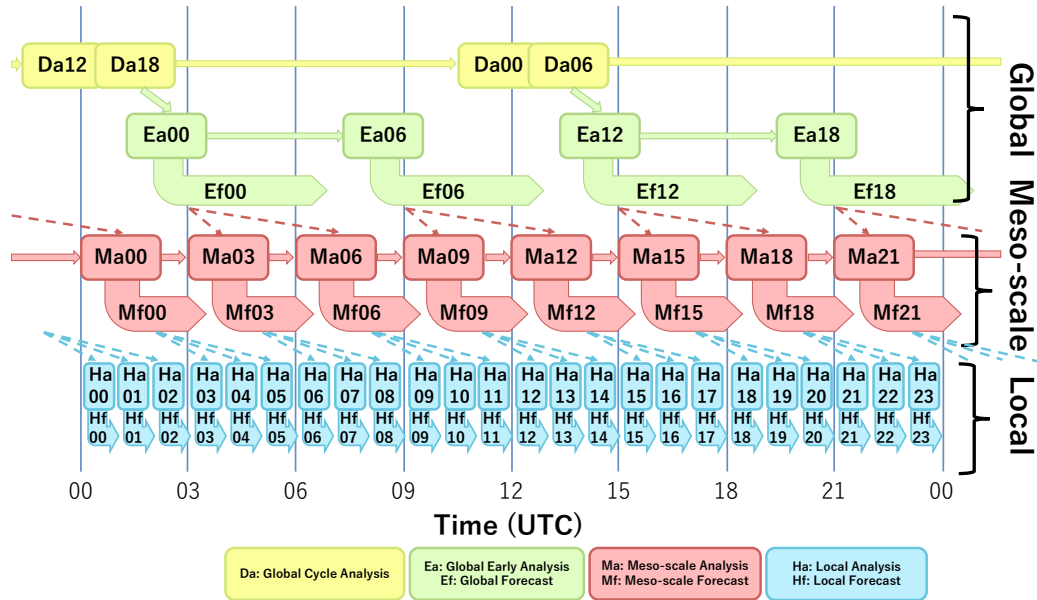 Da12 Da18 Da00 Da06
Global
Ea00 Ea06 Ea12 Ea18
Ef00 Ef06 Ef12 Ef18
Meso-scale
Ma00 Ma03 Ma06 Ma09 Ma12 Ma15 Ma18 Ma21
Mf00 Mf03 Mf06 Mf09 Mf12 Mf15 Mf18 Mf21
Local
Ha Ha Ha Ha Ha Ha Ha Ha Ha Ha Ha Ha Ha Ha Ha Ha Ha Ha Ha Ha Ha Ha Ha Ha
00 01 02 03 04 05 06 07 08 09 10 11 12 13 14 15 16 17 18 19 20 21 22 23
Hf Hf Hf Hf Hf Hf Hf Hf Hf Hf Hf Hf Hf Hf Hf Hf Hf Hf Hf Hf Hf Hf Hf Hf
00 01 02 03 04 05 06 07 08 09 10 11 12 13 14 15 16 17 18 19 20 21 22 23
00 03 06 09 12 15 18 21 00
Time (UTC)
Da: Global Cycle Analysis
Ea: Global Early Analysis
Ef: Global Forecast
Ma: Meso-scale Analysis
Mf: Meso-scale Forecast
Ha: Local Analysis
Hf: Local Forecast